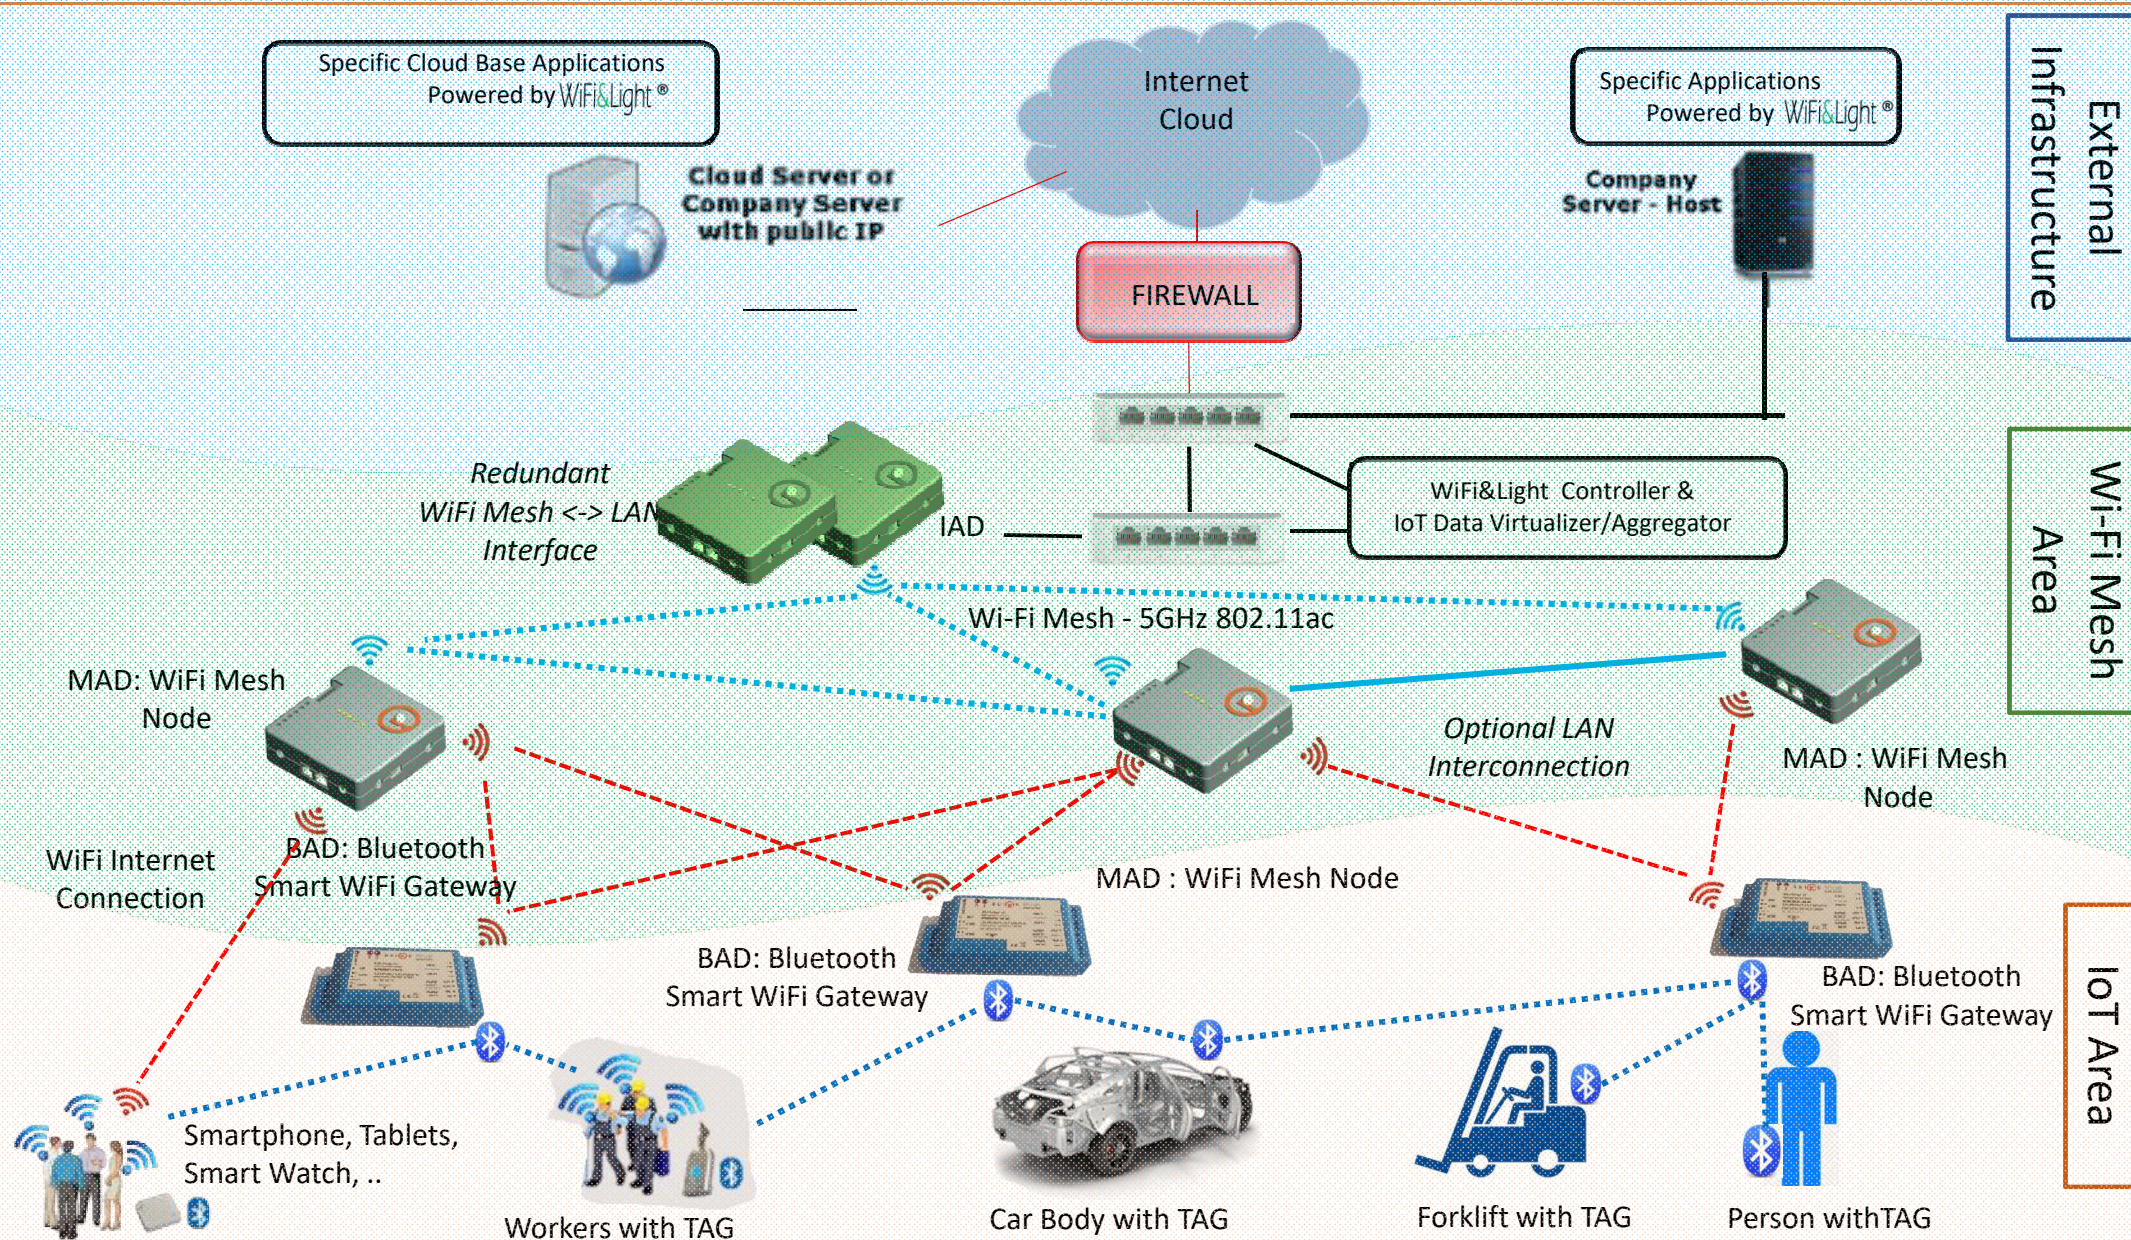 Specific Cloud Base Applications
Powered by WiFi&Light ®
Internet
Cloud
Specific Applications
Powered by WiFi&Light ®
External
Infrastructure
Cloud Server or
Company Server
with public IP
Company
Server - Host
FIREWALL
Redundant
WiFi Mesh <-> LAN
Interface
IAD
WiFi&Light Controller &
IoT Data Virtualizer/Aggregator
Wi-Fi Mesh
Area
Wi-Fi Mesh - 5GHz 802.11ac
MAD: WiFi Mesh
Node
Optional LAN
Interconnection
MAD : WiFi Mesh
Node
WiFi Internet
Connection
BAD: Bluetooth
Smart WiFi Gateway
MAD : WiFi Mesh Node
BAD: Bluetooth
Smart WiFi Gateway
BAD: Bluetooth
Smart WiFi Gateway
IoT Area
Smartphone, Tablets,
Smart Watch, ..
Workers with TAG
Car Body with TAG
Forklift with TAG
Person withTAG